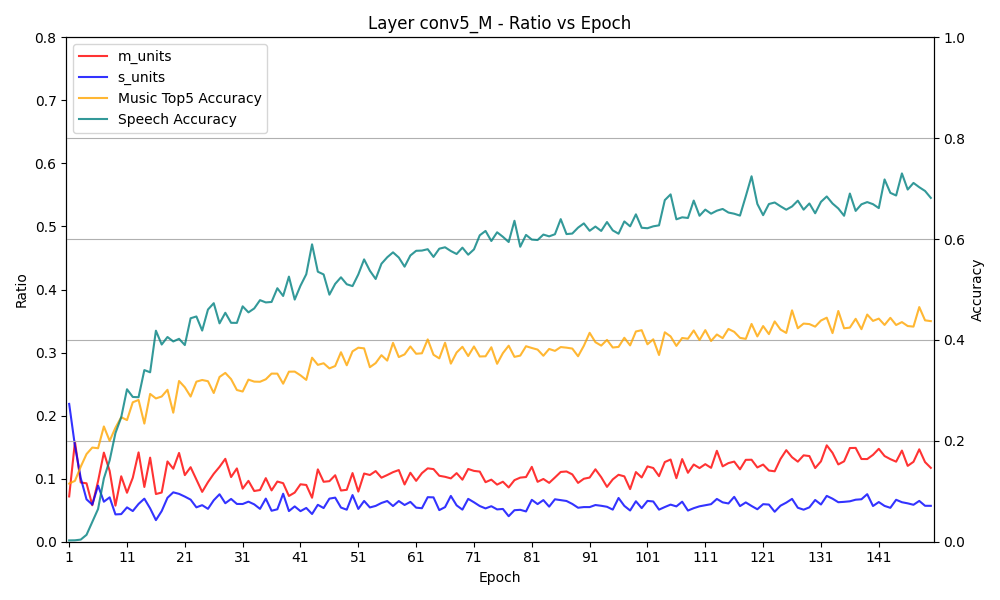 Layer conv5_M - Ratio vs Epoch
m_units
s_units
Music Top5 Accuracy
Speech Accuracy
Ratio
0.8
0.7
0.6
0.5
0.4
0.3
0.2
0.1
0.0
1.0
0.8
0.6
0.4
0.2
0.0
Accuracy
1 11 21 31 41 51 61 71 81 91 101 111 121 131 141
Epoch